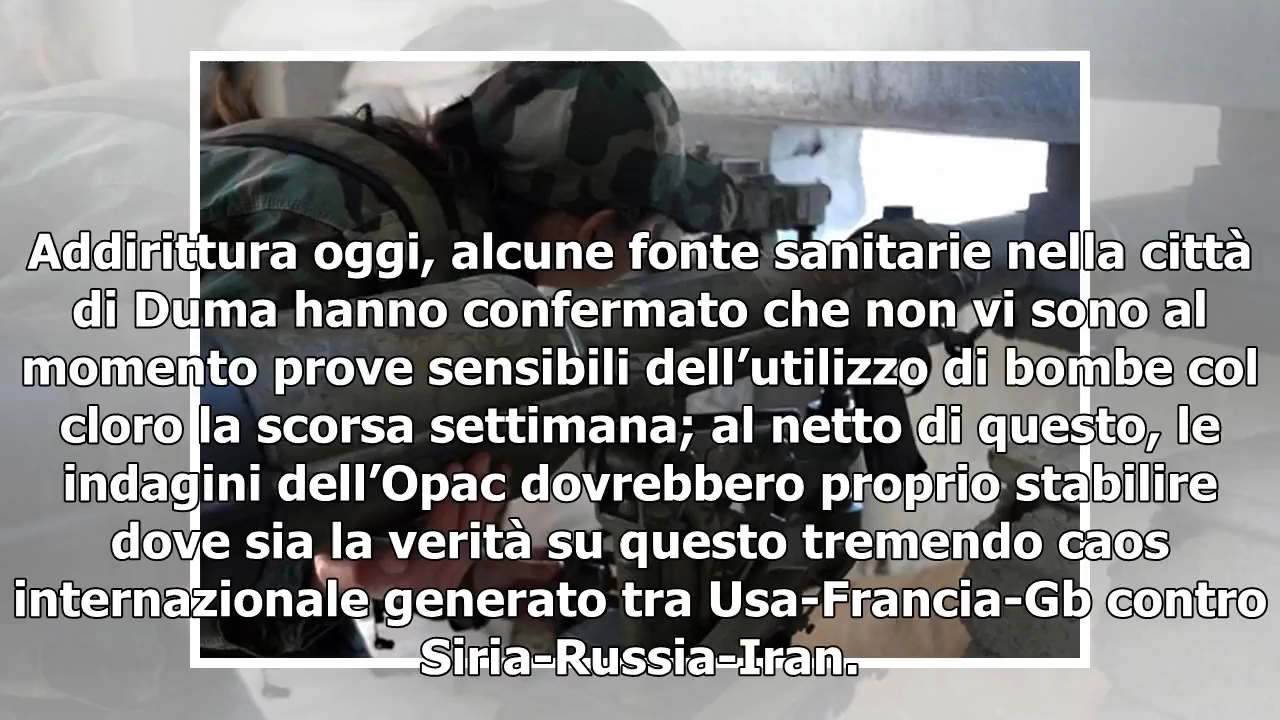 Addirittura oggi, alcune fonte sanitarie nella città
di Duma hanno confermato che non vi sono al
momento prove sensibili dell’utilizzo di bombe col
cloro la scorsa settimana; al netto di questo, le
indagini dell’Opac dovrebbero proprio stabilire
dove sia la verità su questo tremendo caos
internazionale generato tra Usa-Francia-Gb contro
Siria-Russia-Iran.